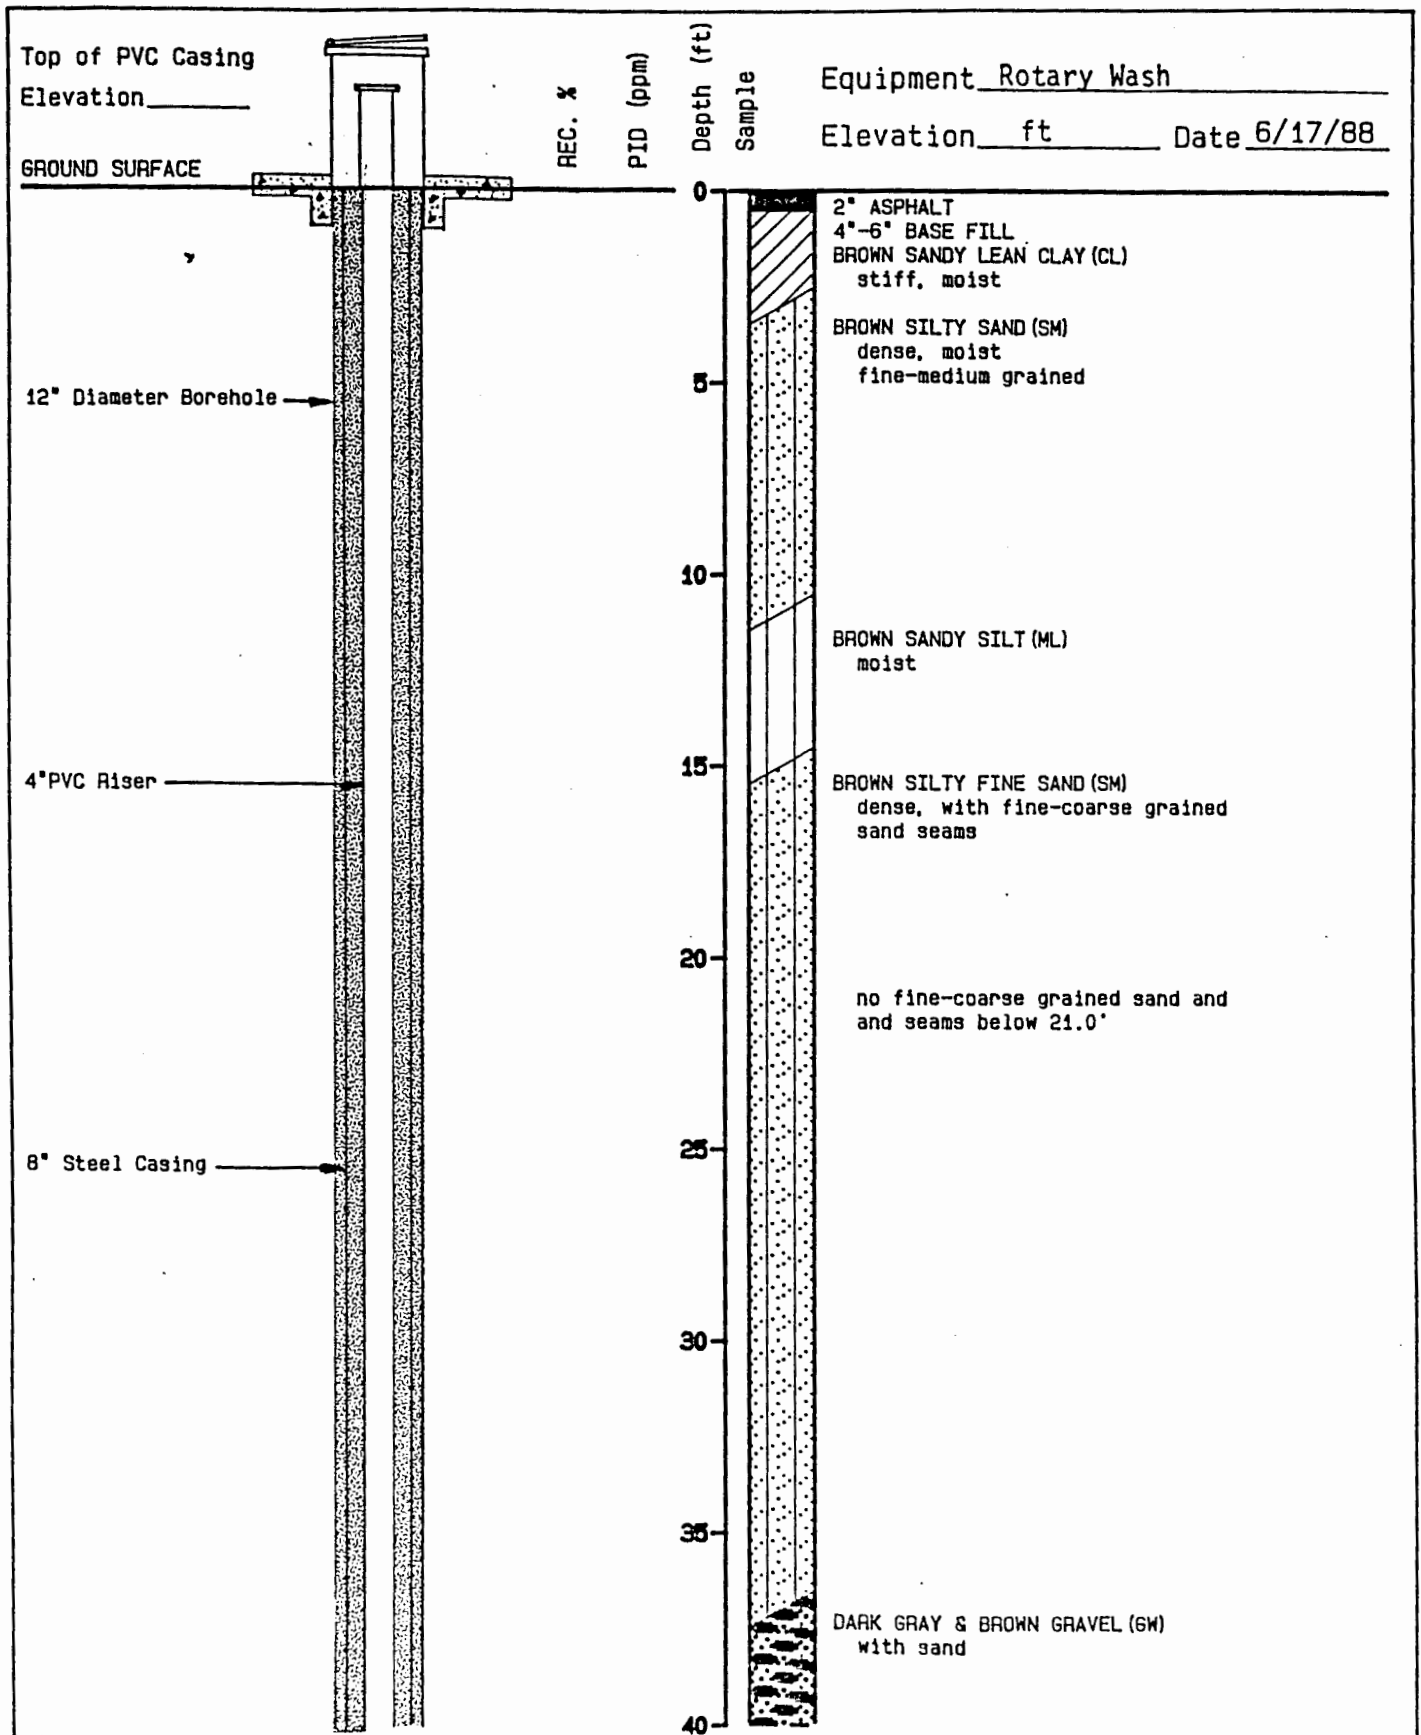 Top of PVC Casing
Elevation
GROUND SURFACE
REC. %
PID (ppm)
Depth (ft)
Sample
Equipment Rotary Wash
Elevation ft Date 6/17/88
0
2" ASPHALT
4"-6" BASE FILL
BROWN SANDY LEAN CLAY (CL)
stiff, moist
BROWN SILTY SAND (SM)
dense, moist
fine-medium grained
5
12" Diameter Borehole
10
BROWN SANDY SILT (ML)
moist
15
4" PVC Riser
BROWN SILTY FINE SAND (SM)
dense, with fine-coarse grained
sand seams
20
no fine-coarse grained sand and
and seams below 21.0'
25
8" Steel Casing
30
35
DARK GRAY & BROWN GRAVEL (GW)
with sand
40